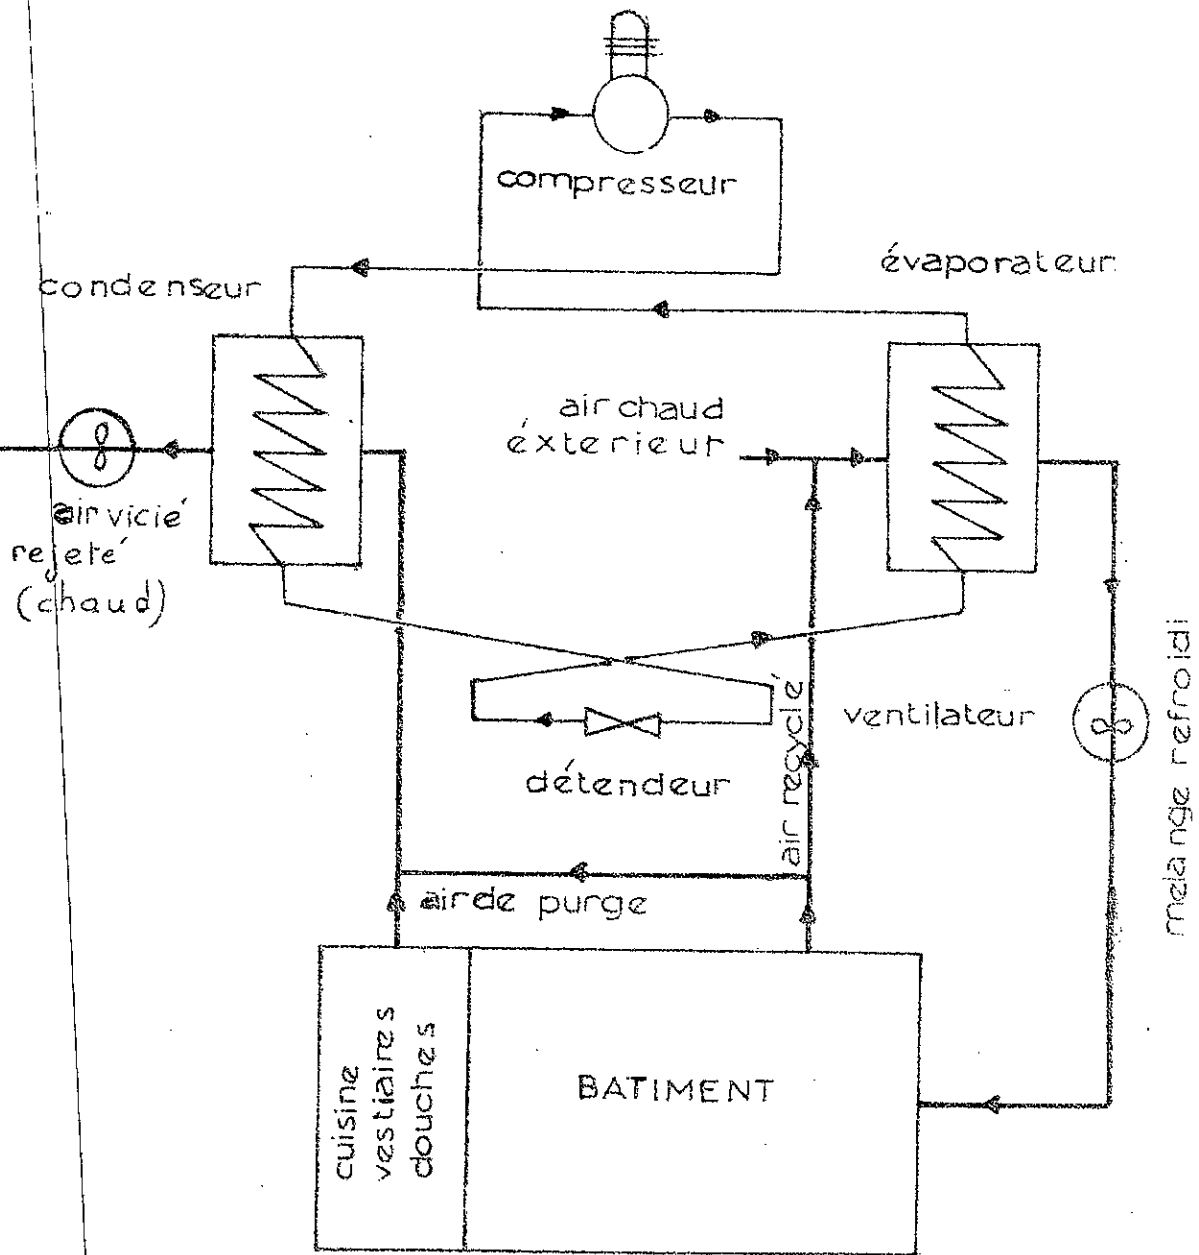 compresseur
condenseur
évaporateur
air chaud
éxterieur
air vicié
rejeté
(chaud)
ventilateur
détendeur
air recyclé
melange refroidi
air de purge
cuisine
vestiaires
douches
BATIMENT